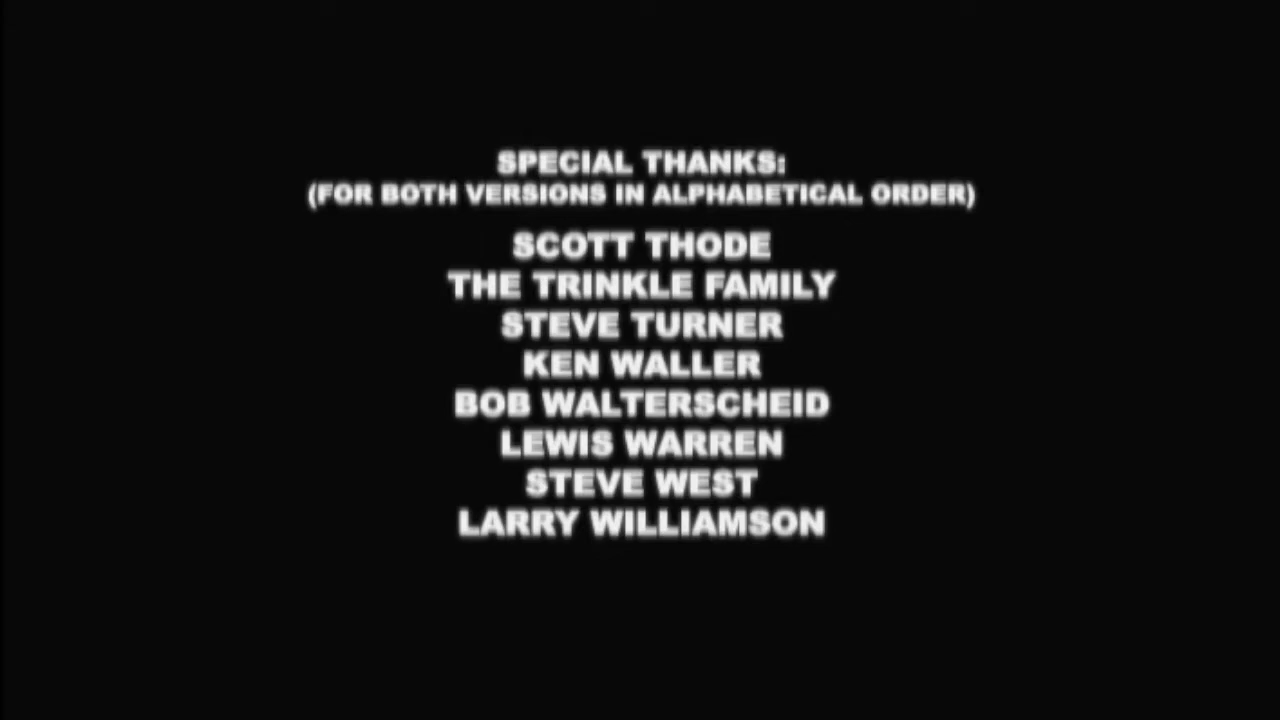 SPECIAL THANKS:
(FOR BOTH VERSIONS IN ALPHABETICAL ORDER)
SCOTT THODE
THE TRINKLE FAMILY
STEVE TURNER
KEN WALLER
BOB WALTERSCHEID
LEWIS WARREN
STEVE WEST
LARRY WILLIAMSON